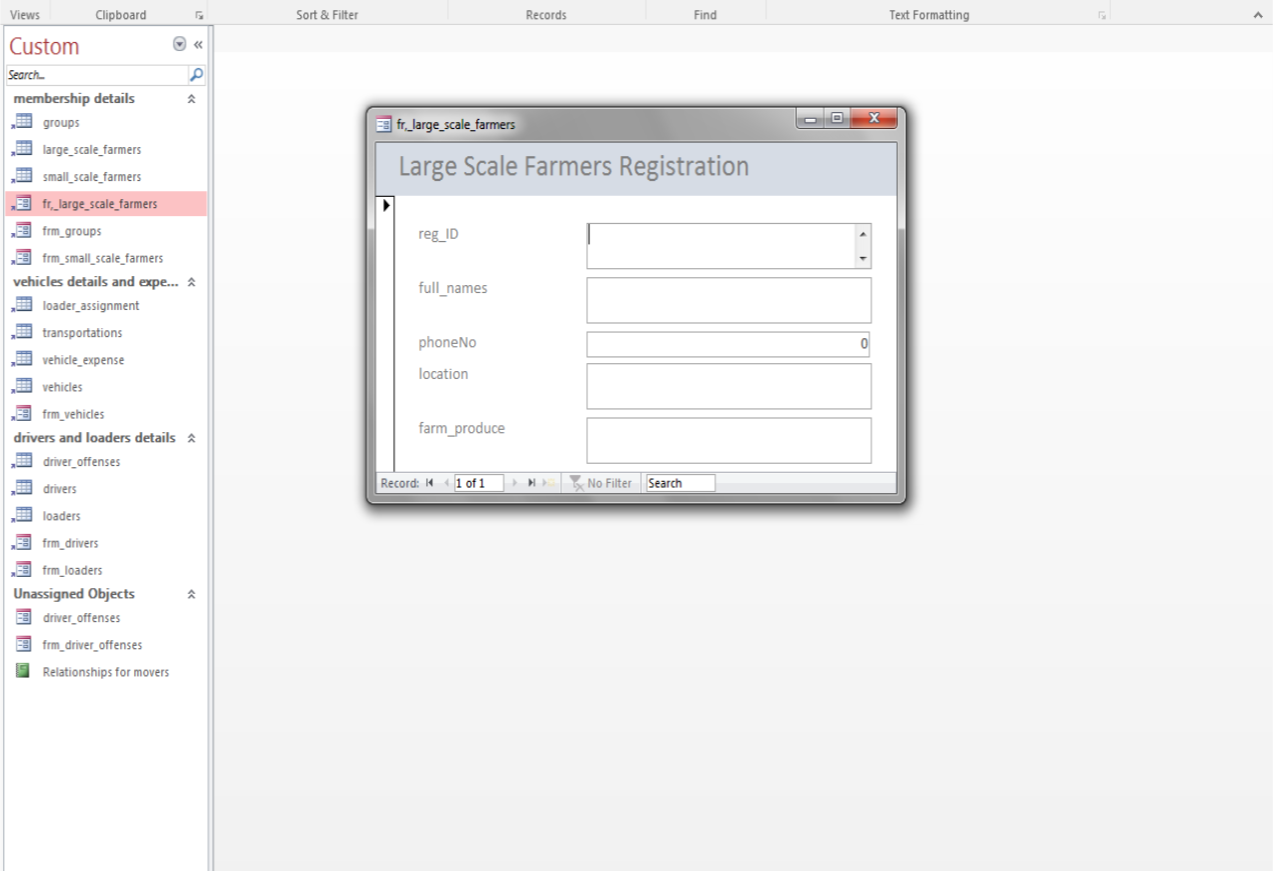 Views Clipboard Sort & Filter Records Find Text Formatting
Custom
Search...
membership details
groups
large_scale_farmers
small_scale_farmers
fr,_large_scale_farmers
frm_groups
frm_small_scale_farmers
vehicles details and expe...
loader_assignment
transportations
vehicle_expense
vehicles
frm_vehicles
drivers and loaders details
driver_offenses
drivers
loaders
frm_drivers
frm_loaders
Unassigned Objects
driver_offenses
frm_driver_offenses
Relationships for movers
fr,_large_scale_farmers
Large Scale Farmers Registration
reg_ID
full_names
phoneNo 0
location
farm_produce
Record: 1 of 1 No Filter Search